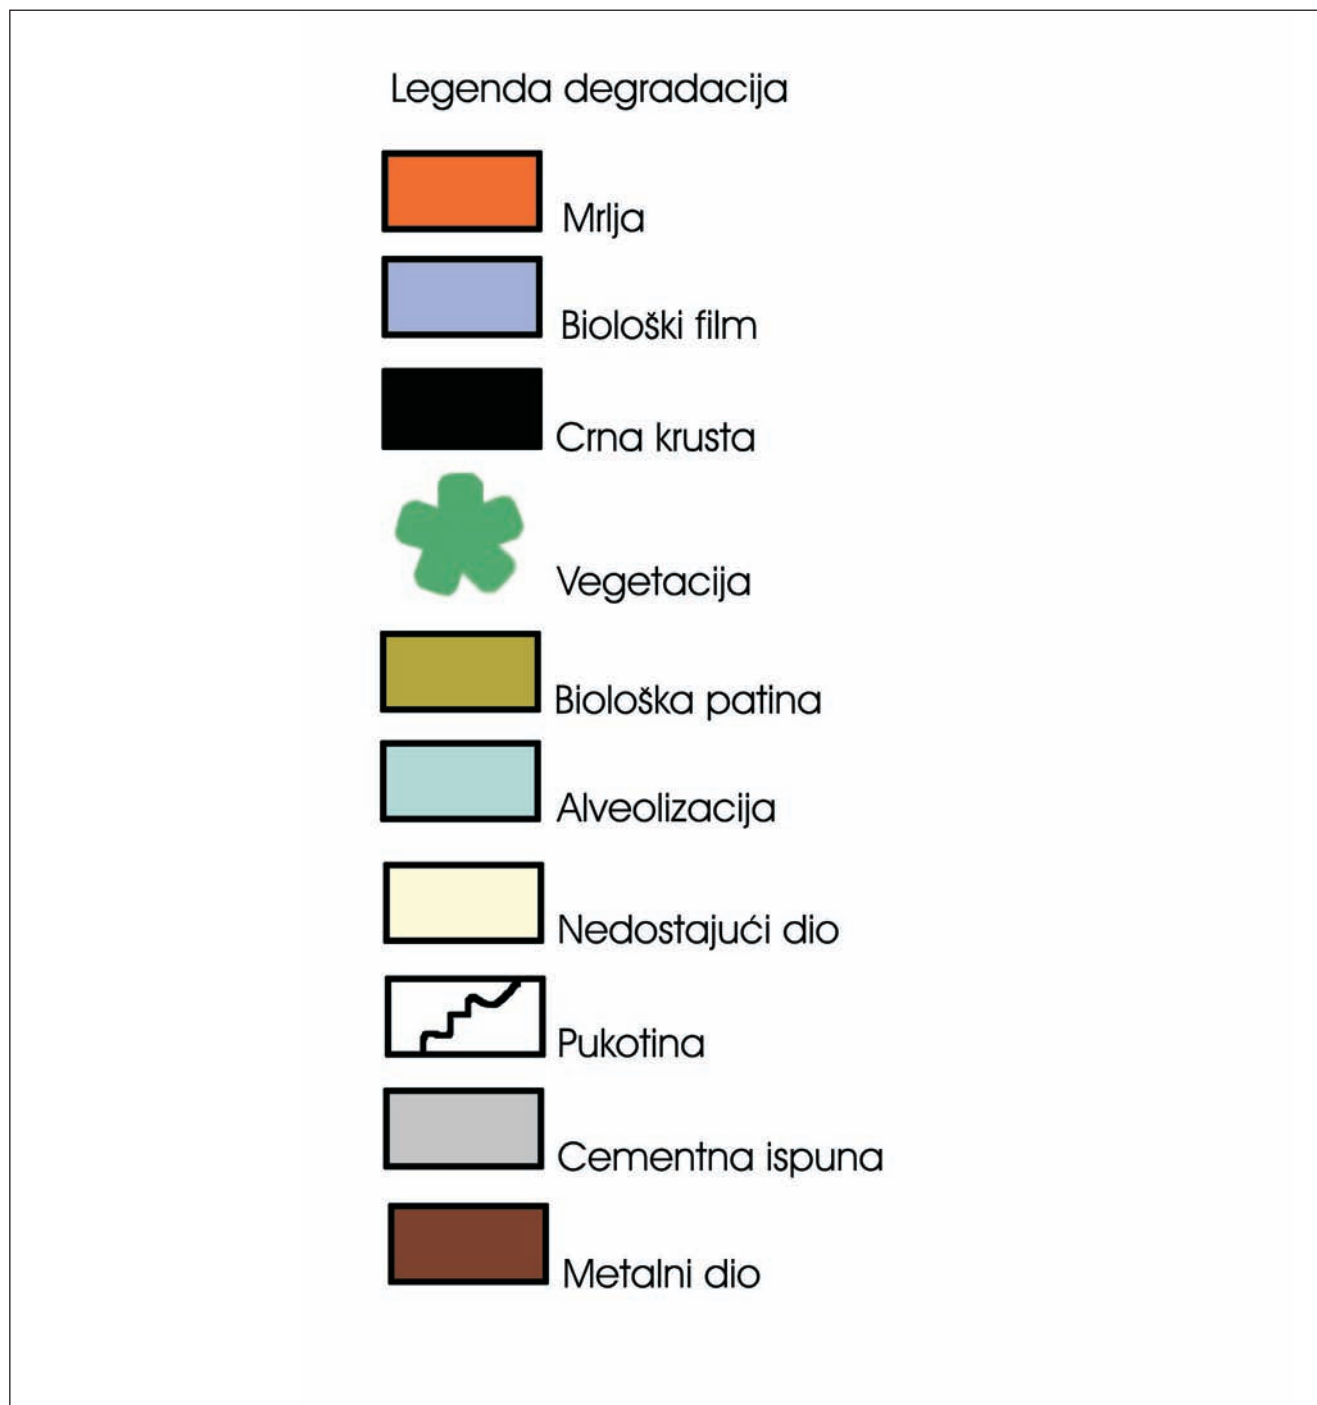 Legenda degradacija
Mrlja
Biološki film
Crna krusta
Vegetacija
Biološka patina
Alveolizacija
Nedostajući dio
Pukotina
Cementna ispuna
Metalni dio